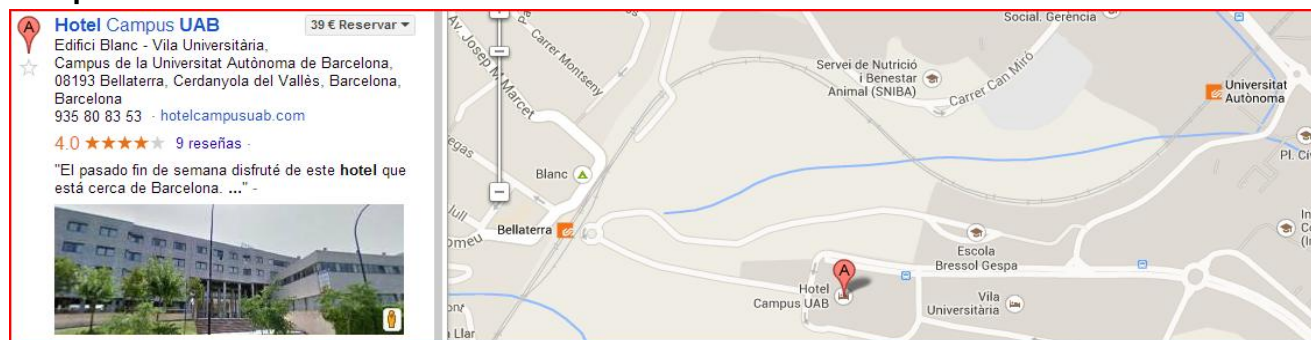 Hotel Campus UAB
39 € Reservar
Edifici Blanc - Vila Universitària,
Campus de la Universitat Autònoma de Barcelona,
08193 Bellaterra, Cerdanyola del Vallès, Barcelona,
Barcelona
935 80 83 53 - hotelcampusuab.com
4.0 9 reseñas -
"El pasado fin de semana disfruté de este hotel que
está cerca de Barcelona. ..." -
A
Av. Josep M. Marcet
Carrer Montseny
Social. Gerència
Servei de Nutrició
i Benestar
Animal (SNIBA)
Carrer Can Miró
Universitat
Autònoma
Blanc
Bellaterra
Escola
Bressol Gespa
A
Hotel
Campus UAB
Vila
Universitària